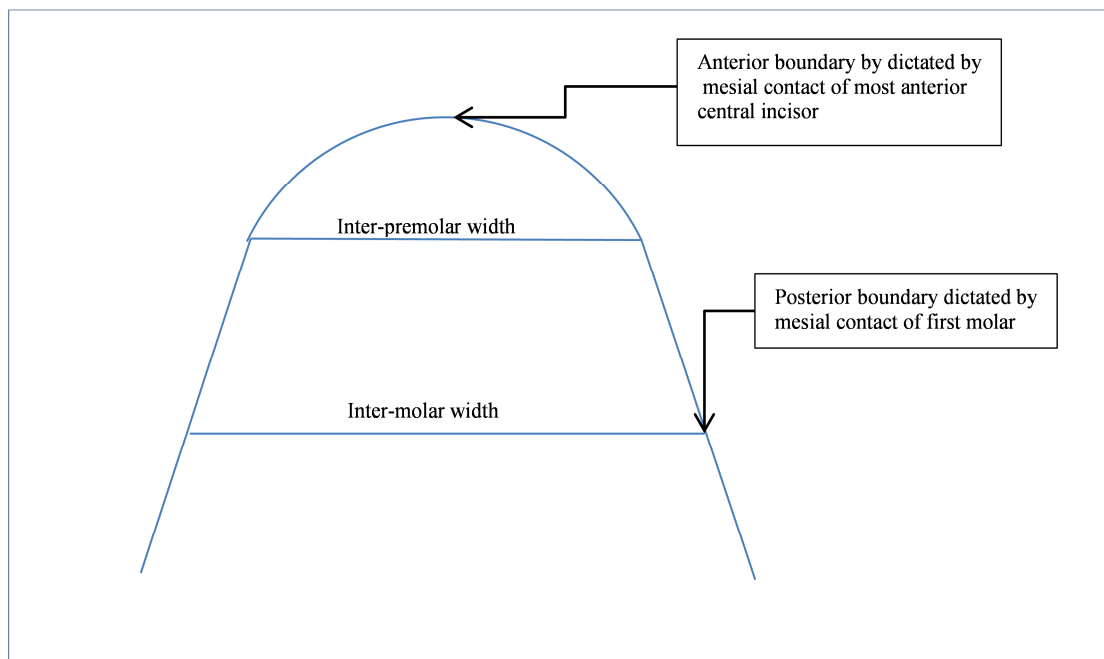 Anterior boundary by dictated by
mesial contact of most anterior
central incisor
Inter-premolar width
Posterior boundary dictated by
mesial contact of first molar
Inter-molar width